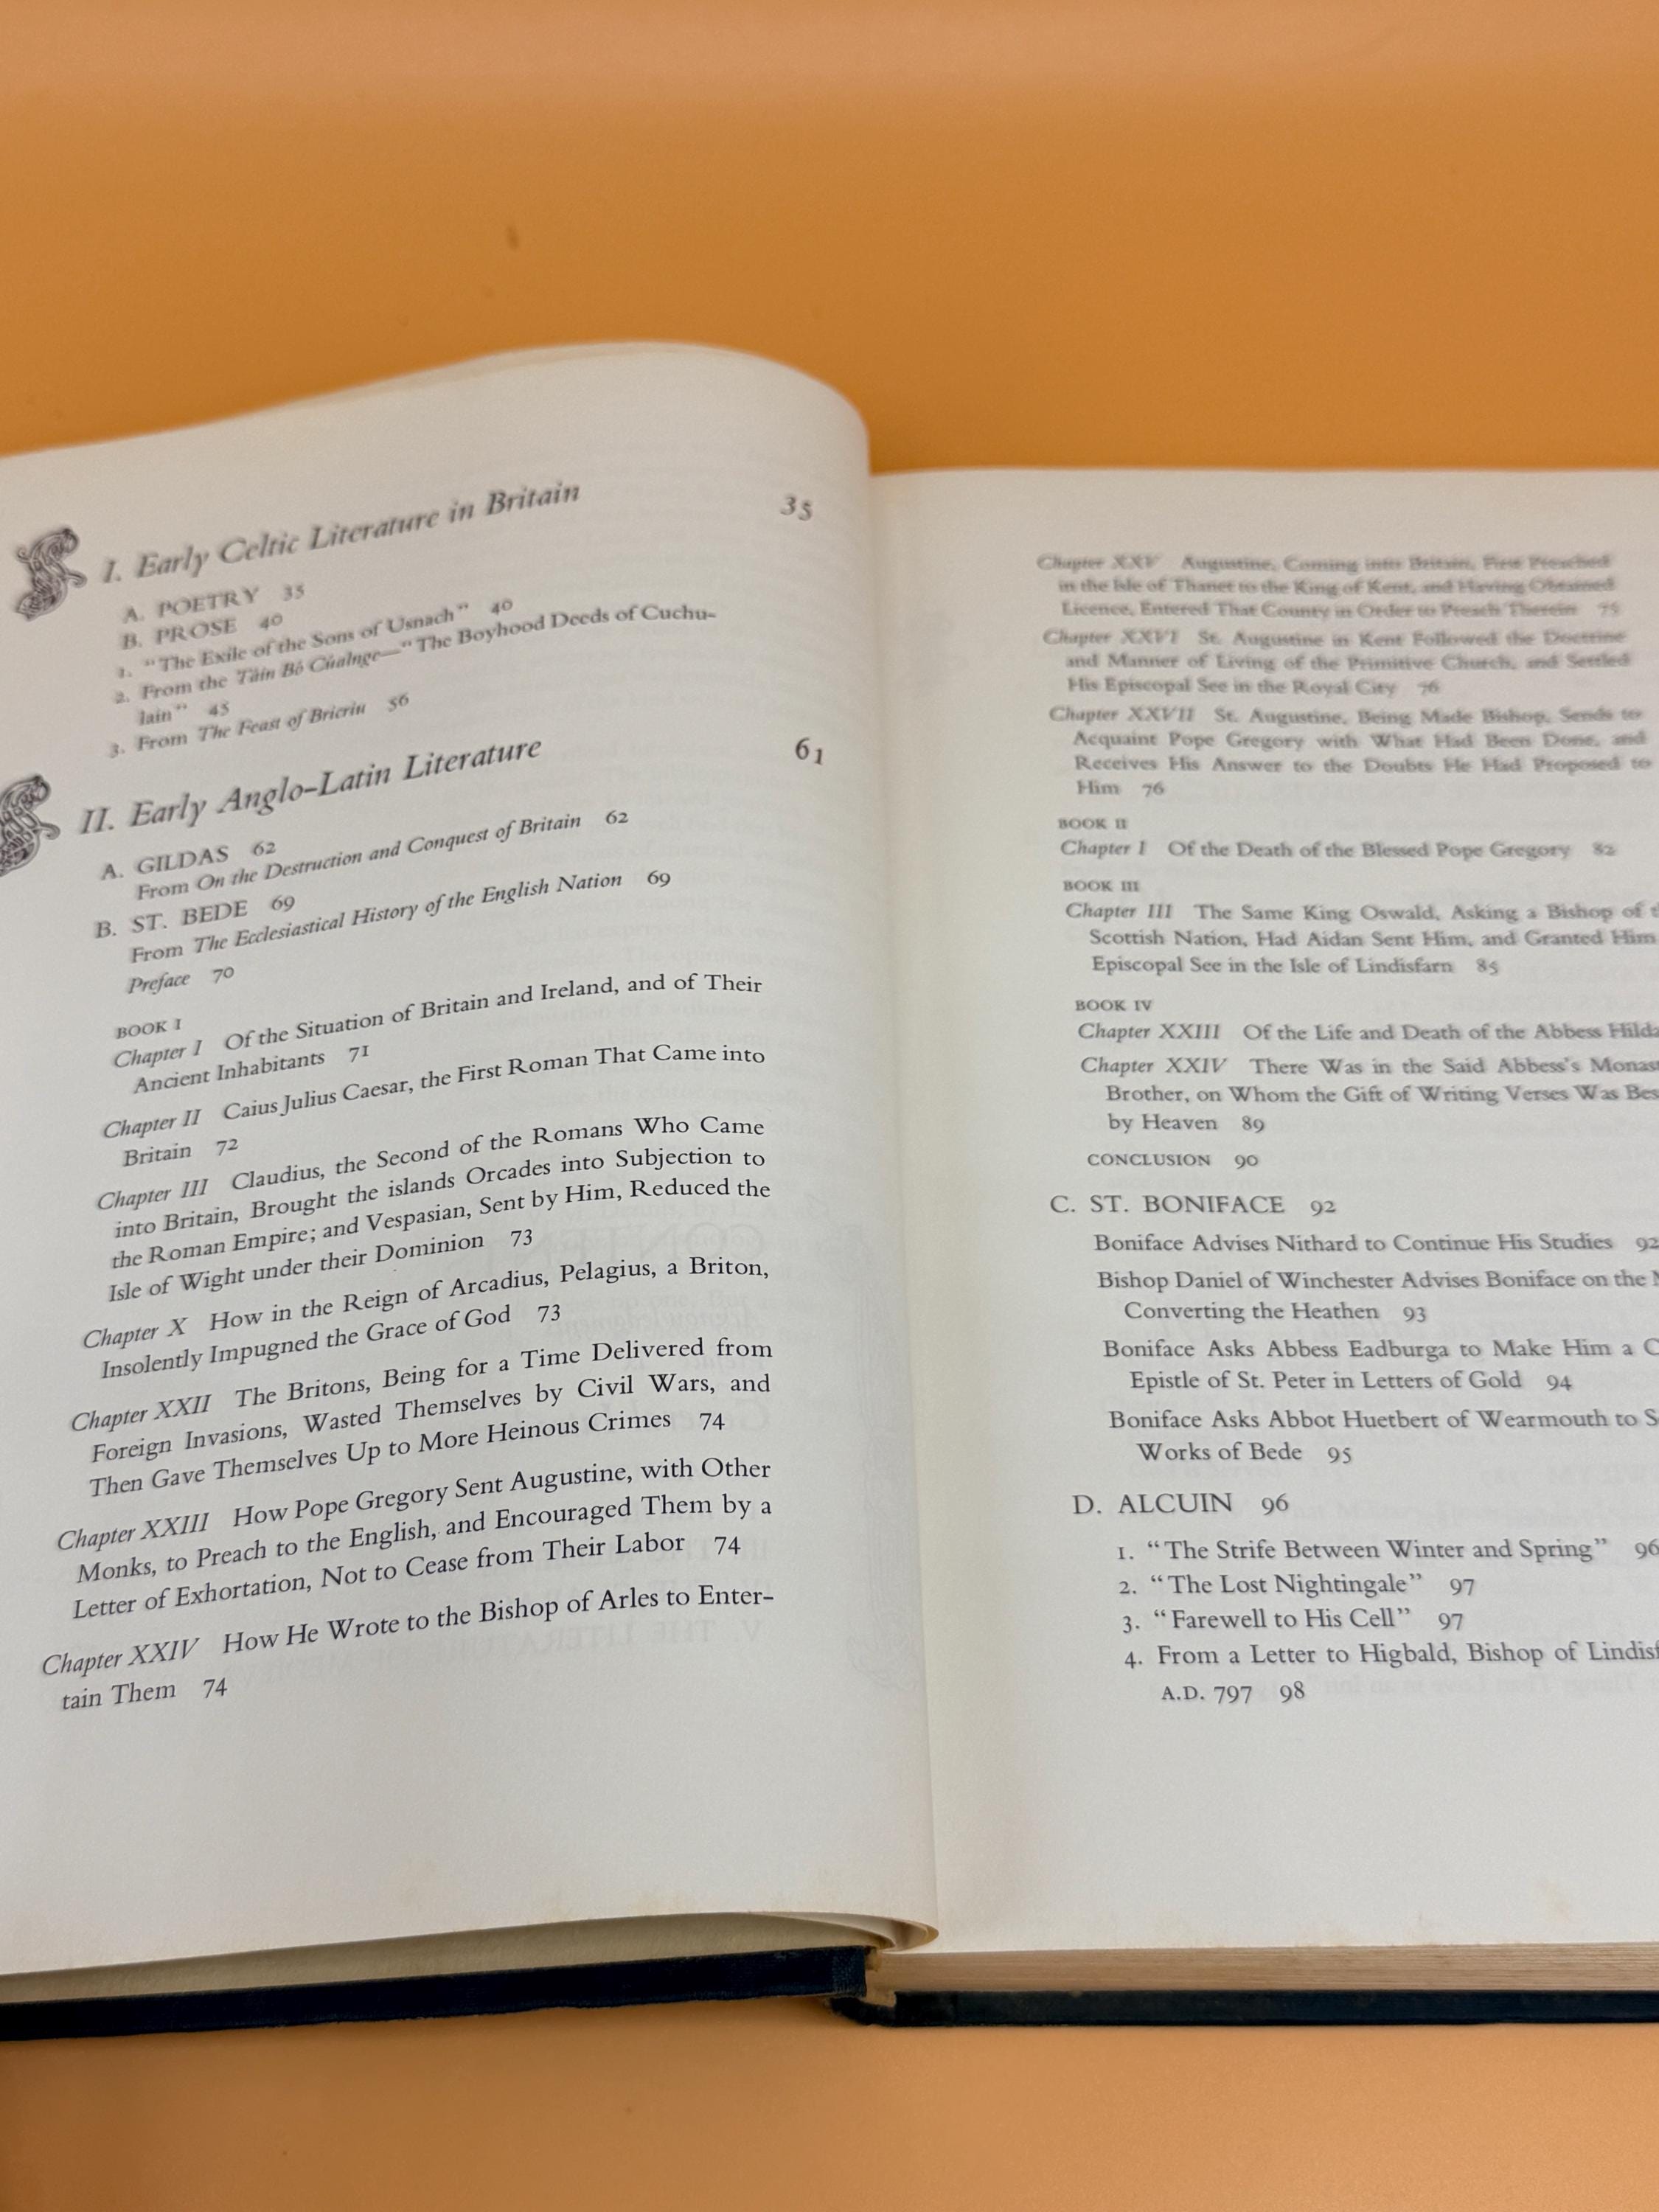 I. Early Celtic Literature in Britain 35
A. POETRY 35
B. PROSE 40
1. “The Exile of the Sons of Usnach” 40
2. From the Táin Bó Cúalnge—“The Boyhood Deeds of Cuchu-
lain” 45
3. From The Feast of Bricriu 56
II. Early Anglo-Latin Literature 61
A. GILDAS 62
From On the Destruction and Conquest of Britain 62
B. ST. BEDE 69
From The Ecclesiastical History of the English Nation 69
Preface 70
BOOK I
Chapter I Of the Situation of Britain and Ireland, and of Their
Ancient Inhabitants 71
Chapter II Caius Julius Caesar, the First Roman That Came into
Britain 72
Chapter III Claudius, the Second of the Romans Who Came
into Britain, Brought the islands Orcades into Subjection to
the Roman Empire; and Vespasian, Sent by Him, Reduced the
Isle of Wight under their Dominion 73
Chapter X How in the Reign of Arcadius, Pelagius, a Briton,
Insolently Impugned the Grace of God 73
Chapter XXII The Britons, Being for a Time Delivered from
Foreign Invasions, Wasted Themselves by Civil Wars, and
Then Gave Themselves Up to More Heinous Crimes 74
Chapter XXIII How Pope Gregory Sent Augustine, with Other
Monks, to Preach to the English, and Encouraged Them by a
Letter of Exhortation, Not to Cease from Their Labor 74
Chapter XXIV How He Wrote to the Bishop of Arles to Enter-
tain Them 74
Chapter XXV Augustine, Coming into Britain, First Preached
in the Isle of Thanet to the King of Kent, and Having Obtained
Licence, Entered That County in Order to Preach Therein 75
Chapter XXVI St. Augustine in Kent Followed the Doctrine
and Manner of Living of the Primitive Church, and Settled
His Episcopal See in the Royal City 76
Chapter XXVII St. Augustine, Being Made Bishop, Sends to
Acquaint Pope Gregory with What Had Been Done, and
Receives His Answer to the Doubts He Had Proposed to
Him 76
BOOK II
Chapter I Of the Death of the Blessed Pope Gregory 82
BOOK III
Chapter III The Same King Oswald, Asking a Bishop of
Scottish Nation, Had Aidan Sent Him, and Granted Him
Episcopal See in the Isle of Lindisfarn 85
BOOK IV
Chapter XXIII Of the Life and Death of the Abbess Hilda
Chapter XXIV There Was in the Said Abbess's Monas
Brother, on Whom the Gift of Writing Verses Was Bes
by Heaven 89
CONCLUSION 90
C. ST. BONIFACE 92
Boniface Advises Nithard to Continue His Studies 92
Bishop Daniel of Winchester Advises Boniface on the
Converting the Heathen 93
Boniface Asks Abbess Eadburga to Make Him a C
Epistle of St. Peter in Letters of Gold 94
Boniface Asks Abbot Huetbert of Wearmouth to S
Works of Bede 95
D. ALCUIN 96
1. “The Strife Between Winter and Spring” 96
2. “The Lost Nightingale” 97
3. “Farewell to His Cell” 97
4. From a Letter to Higbald, Bishop of Lindisf
A.D. 797 98